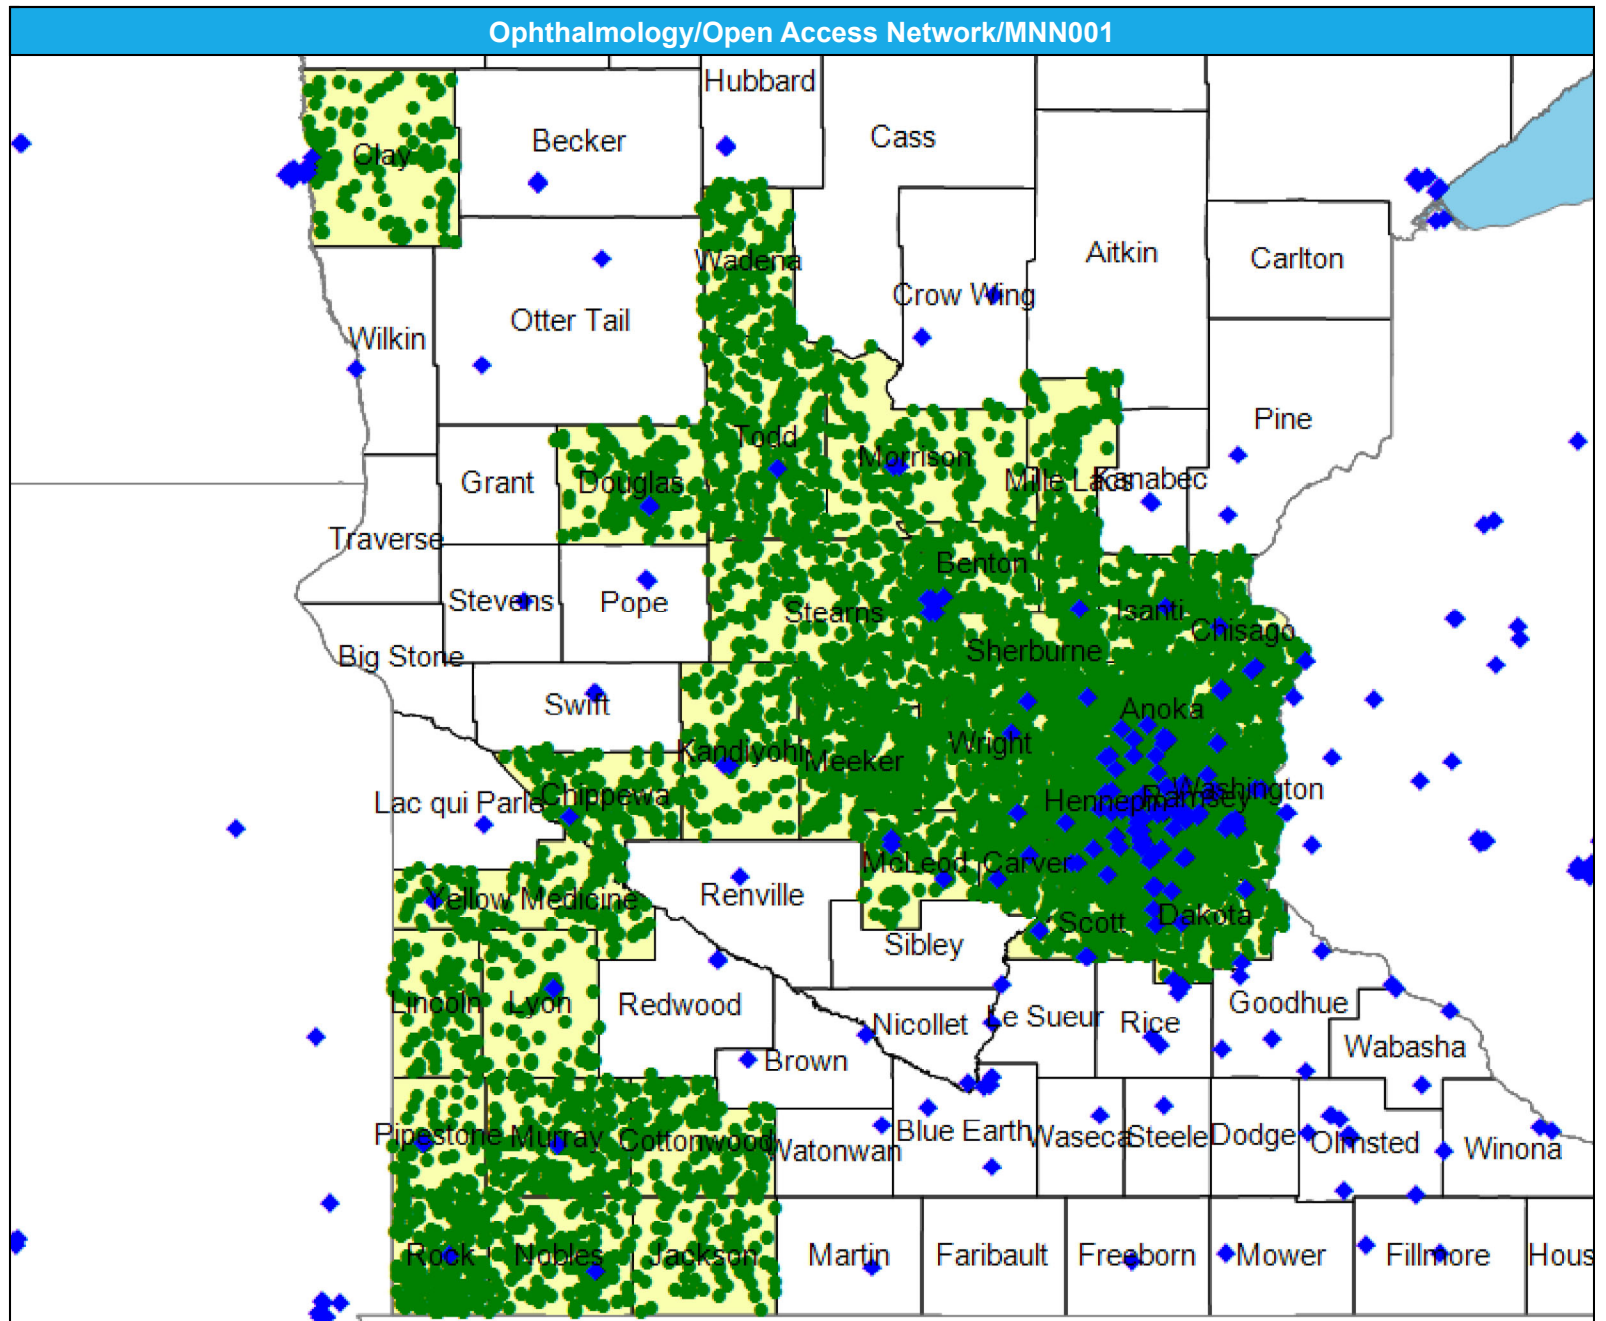 Ophthalmology/Open Access Network/MNN001
Hubbard
Cass
Becker
Clay
Wadena
Aitkin
Carlton
Crow Wing
Otter Tail
Wilkin
Pine
Todd
Morrison
Mille Lacs
Kanabec
Grant
Douglas
Traverse
Benton
Stevens
Pope
Stearns
Isanti
Chisago
Sherburne
Big Stone
Swift
Anoka
Wright
Kandiyohi
Meeker
Washington
Hennepin
Ramsey
Lac qui Parle
Chippewa
McLeod
Carver
Renville
Yellow Medicine
Scott
Dakota
Sibley
Lincoln
Lyon
Redwood
Goodhue
Le Sueur
Rice
Nicollet
Wabasha
Brown
Pipestone
Murray
Cottonwood
Watonwan
Blue Earth
Waseca
Steele
Dodge
Olmsted
Winona
Rock
Nobles
Jackson
Martin
Faribault
Freeborn
Mower
Fillmore
Hous